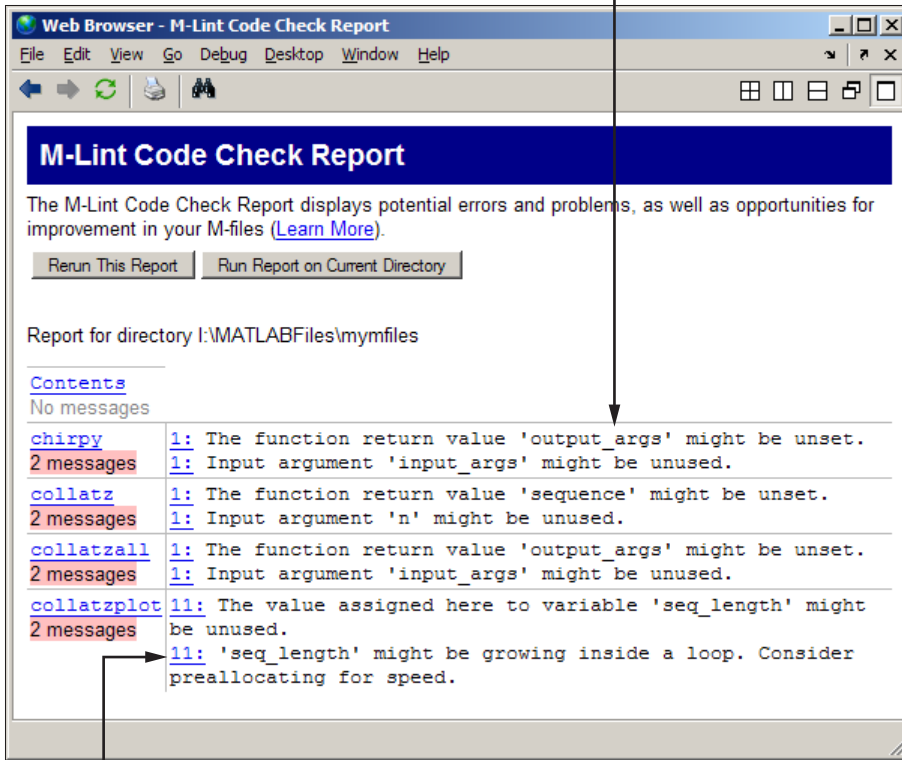 Web Browser - M-Lint Code Check Report
File Edit View Go Debug Desktop Window Help
M-Lint Code Check Report
The M-Lint Code Check Report displays potential errors and problems, as well as opportunities for
improvement in your M-files (Learn More).
Rerun This Report Run Report on Current Directory
Report for directory I:\MATLABFiles\mymfiles
Contents
No messages
chirpy 1: The function return value 'output_args' might be unset.
2 messages 1: Input argument 'input_args' might be unused.
collatz 1: The function return value 'sequence' might be unset.
2 messages 1: Input argument 'n' might be unused.
collatzall 1: The function return value 'output_args' might be unset.
2 messages 1: Input argument 'input_args' might be unused.
collatzplot 11: The value assigned here to variable 'seq_length' might
2 messages be unused.
11: 'seq_length' might be growing inside a loop. Consider
preallocating for speed.